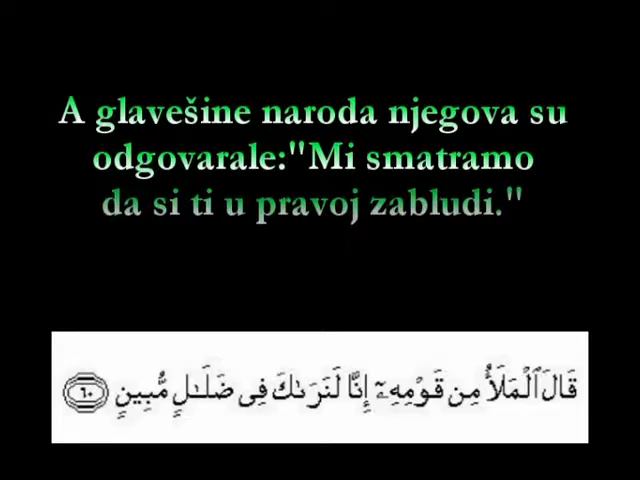 A glavešine naroda njegova su
odgovarale:"Mi smatramo
da si ti u pravoj zabludi."
قَالَ ٱلْمَلَأُ مِن قَوْمِهِۦٓ إِنَّا لَنَرَىٰكَ فِى ضَلَـٰلٍ مُّبِينٍ ٦٠